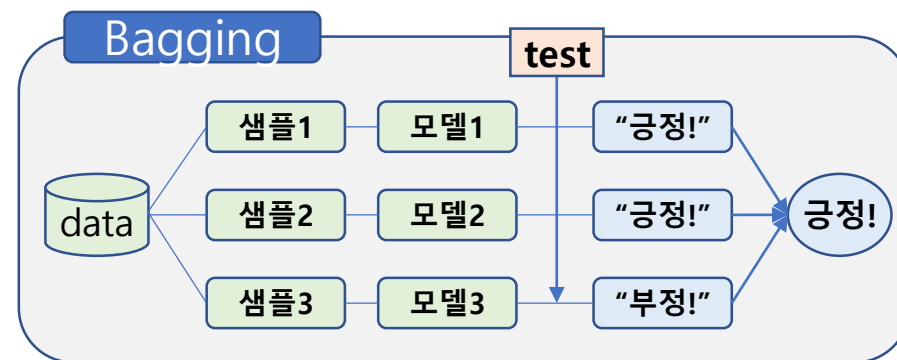 Bagging
test
샘플1 모델1 “긍정!”
data 샘플2 모델2 “긍정!” 긍정!
샘플3 모델3 “부정!”